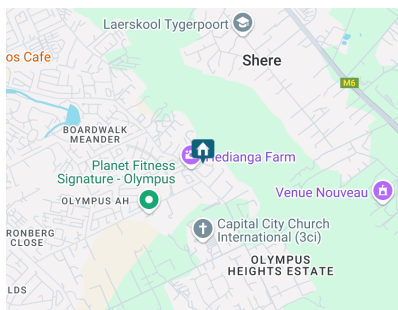 Laerskool Tygerpoort
os Cafe
Shere
M6
BOARDWALK
MEANDER
Hedianga Farm
Planet Fitness
Signature - Olympus
Venue Nouveau
OLYMPUS AH
Capital City Church
International (3ci)
RONBERG
CLOSE
OLYMPUS
HEIGHTS ESTATE
LDS